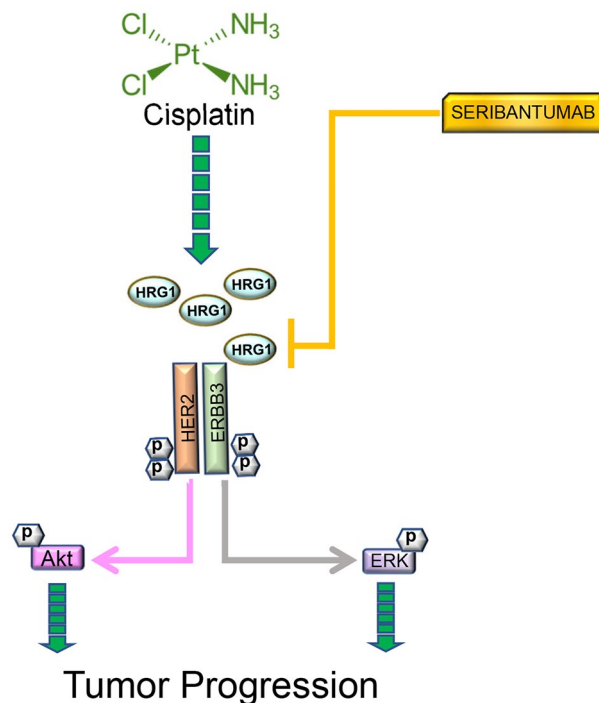 Cl NH3
Pt
Cl NH3
Cisplatin
SERIBANTUMAB
HRG1
HRG1
HRG1
HRG1
HER2
ERBB3
p
p
p
p
p
Akt
p
ERK
Tumor Progression